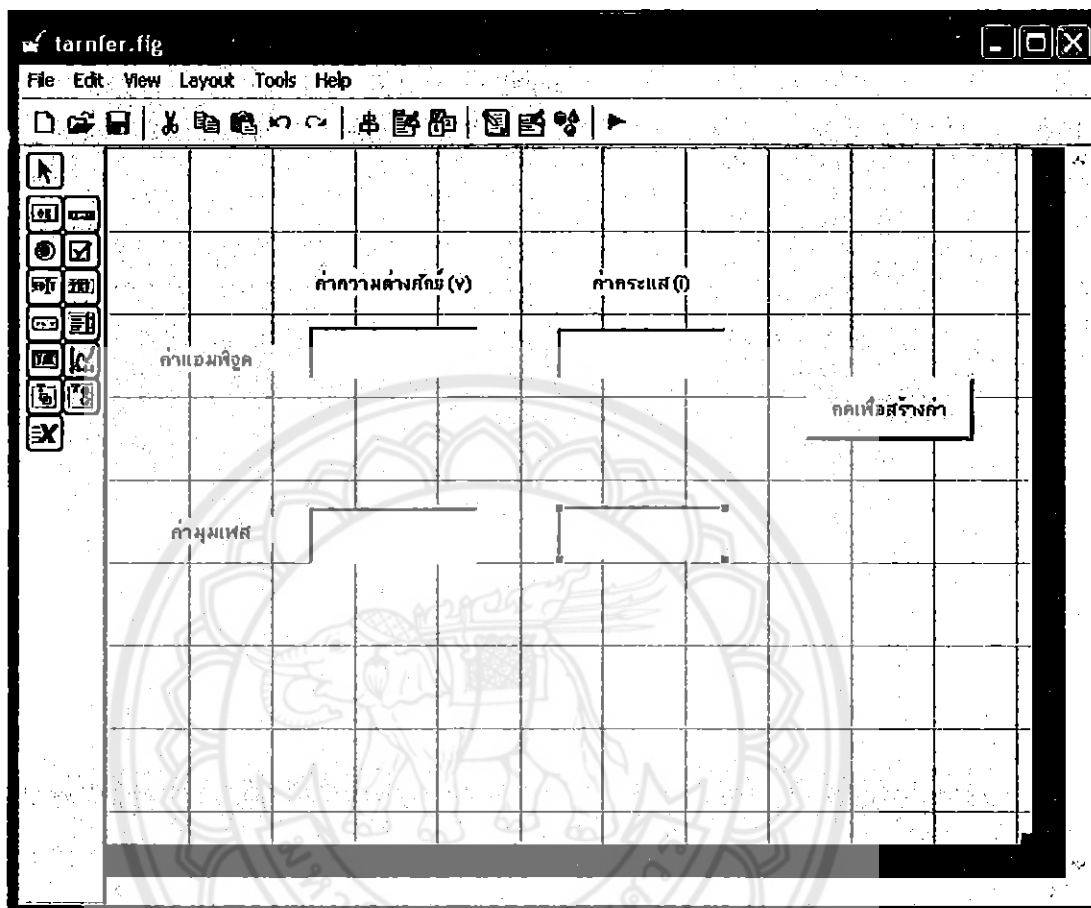 tarnfer.fig
File Edit View Layout Tools Help
ค่าความต่างศักย์ (v) ค่ากระแส (i)
ค่าแอมพิจูด
กดเพื่อสร้างค่า
ค่ามุมเฟส